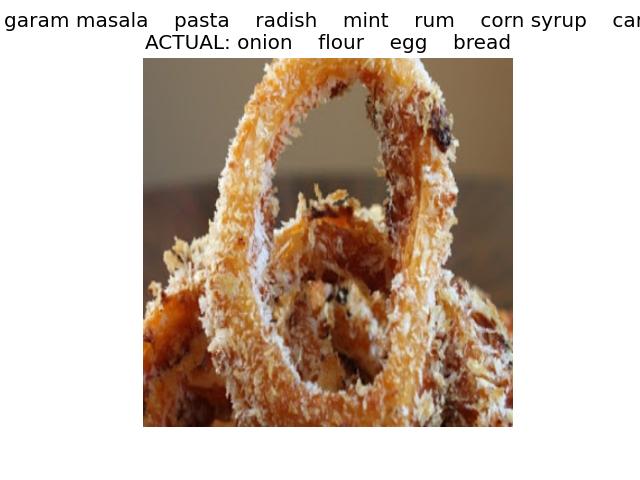 garam masala pasta radish mint rum corn syrup
ACTUAL: onion flour egg bread